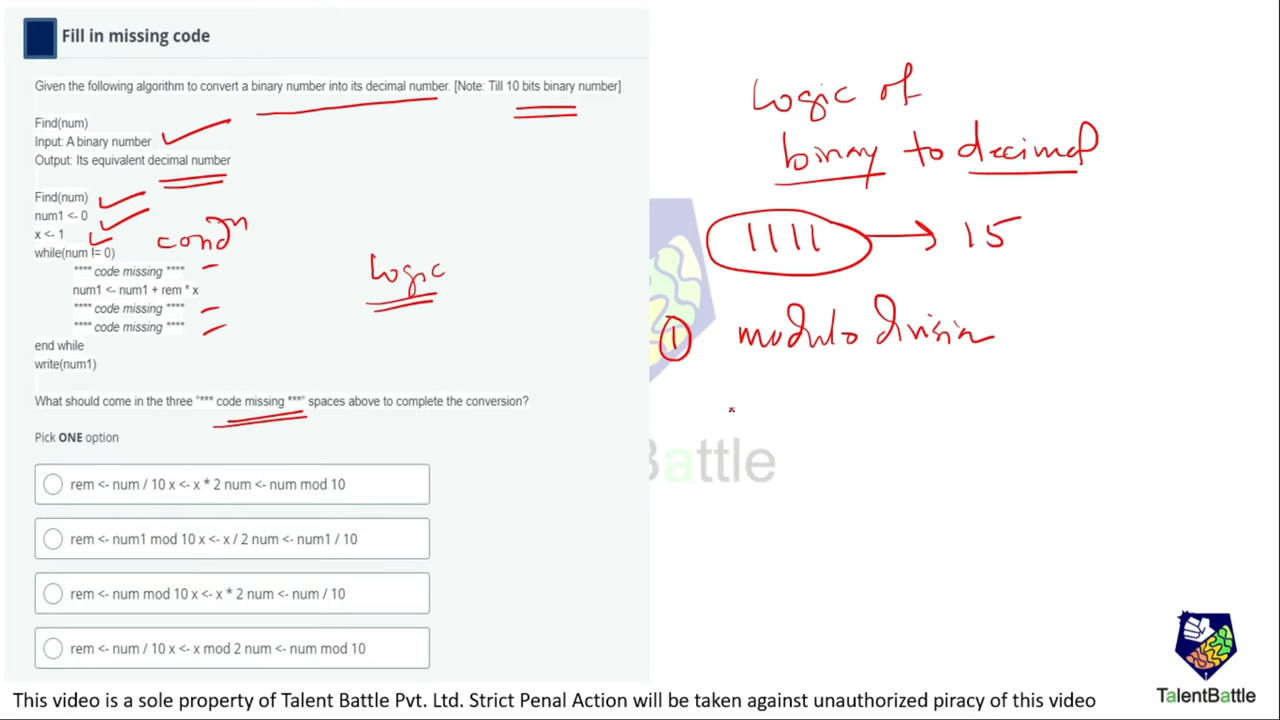 Fill in missing code
Given the following algorithm to convert a binary number into its decimal number. [Note: Till 10 bits binary number]
Find(num)
Input: A binary number
Output: Its equivalent decimal number
Find(num)
num1 <- 0
x <- 1
while(num != 0)
**** code missing ****
num1 <- num1 + rem * x
**** code missing ****
**** code missing ****
end while
write(num1)
What should come in the three "*** code missing ***" spaces above to complete the conversion?
Pick ONE option
rem <- num / 10 x <- x * 2 num <- num mod 10
rem <- num1 mod 10 x <- x / 2 num <- num1 / 10
rem <- num mod 10 x <- x * 2 num <- num / 10
rem <- num / 10 x <- x mod 2 num <- num mod 10
condn
Logic
Logic of
binary to decimal
1111 → 15
① modulo division
Battle
TalentBattle
This video is a sole property of Talent Battle Pvt. Ltd. Strict Penal Action will be taken against unauthorized piracy of this video